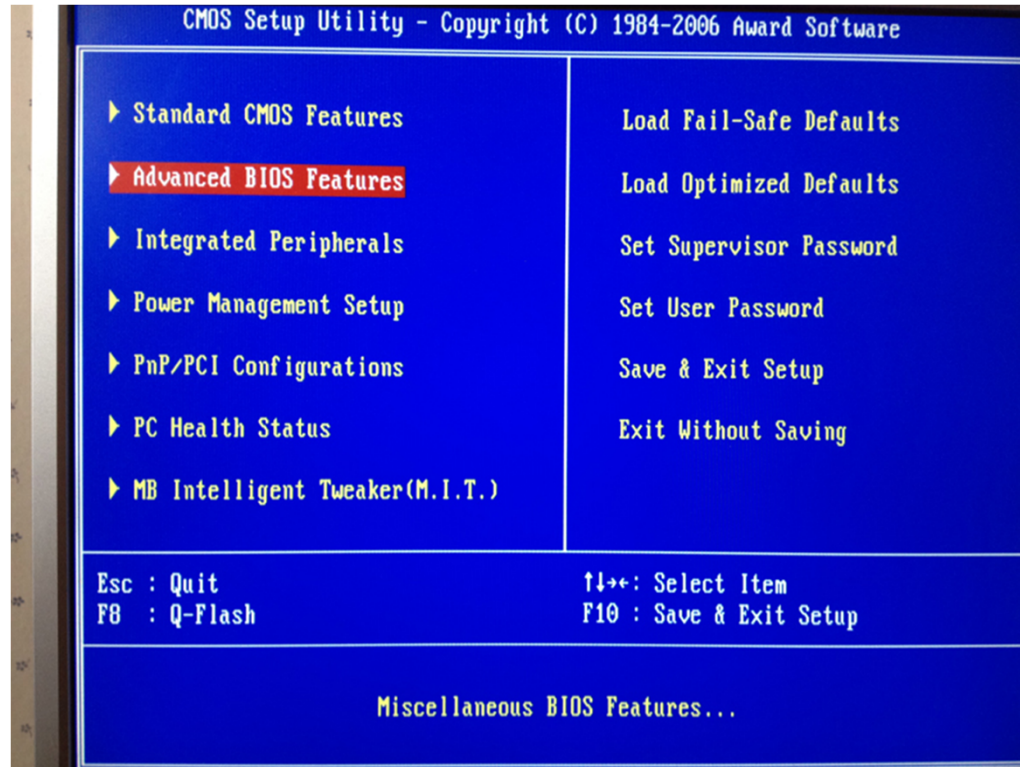 CMOS Setup Utility - Copyright (C) 1984-2006 Award Software
▶ Standard CMOS Features
▶ Advanced BIOS Features
▶ Integrated Peripherals
▶ Power Management Setup
▶ PnP/PCI Configurations
▶ PC Health Status
▶ MB Intelligent Tweaker(M.I.T.)
Load Fail-Safe Defaults
Load Optimized Defaults
Set Supervisor Password
Set User Password
Save & Exit Setup
Exit Without Saving
Esc : Quit
F8 : Q-Flash
↑↓→←: Select Item
F10 : Save & Exit Setup
Miscellaneous BIOS Features...